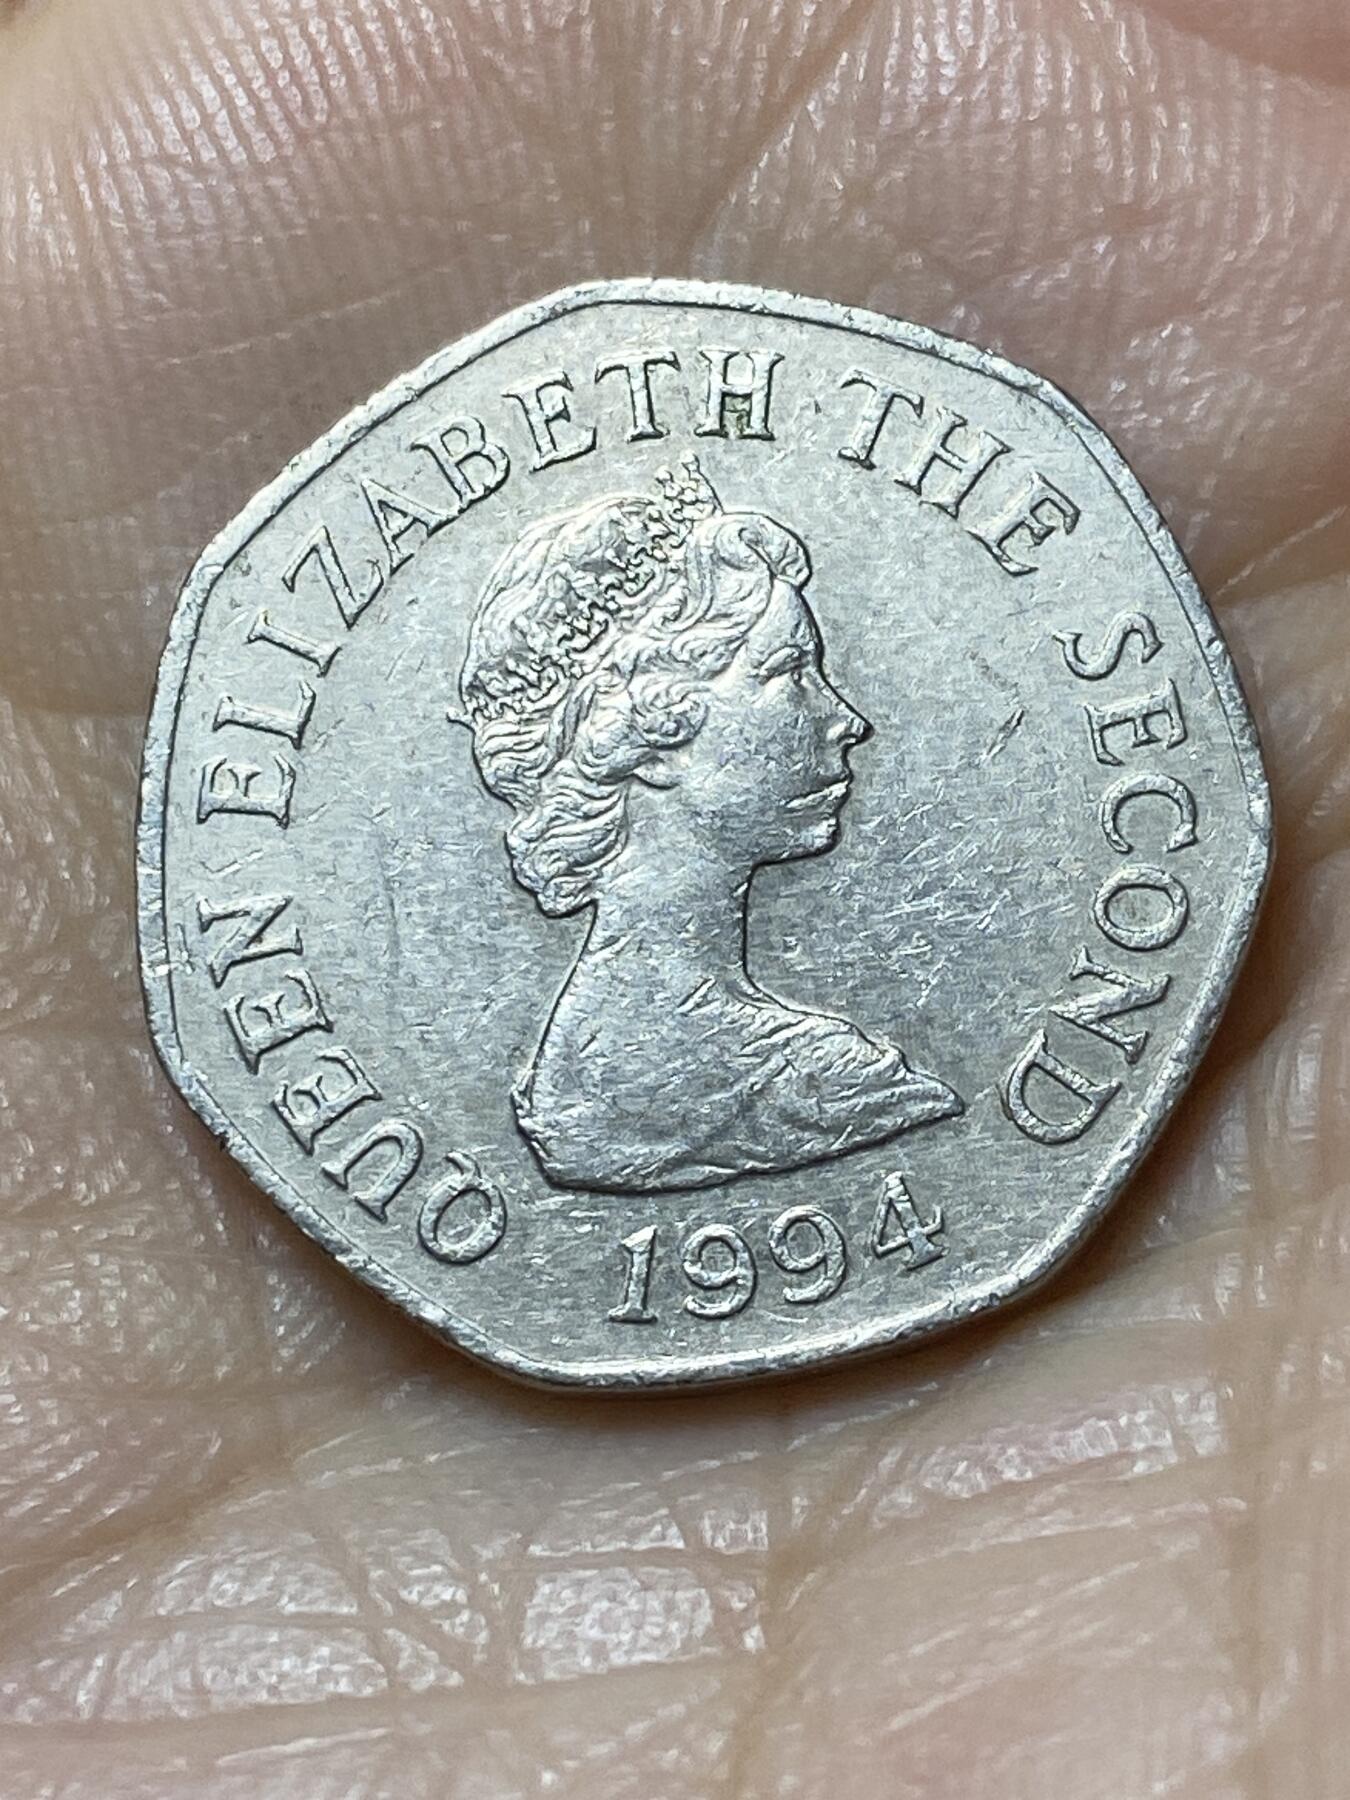 QUEEN ELIZABETH THE SECOND
1994